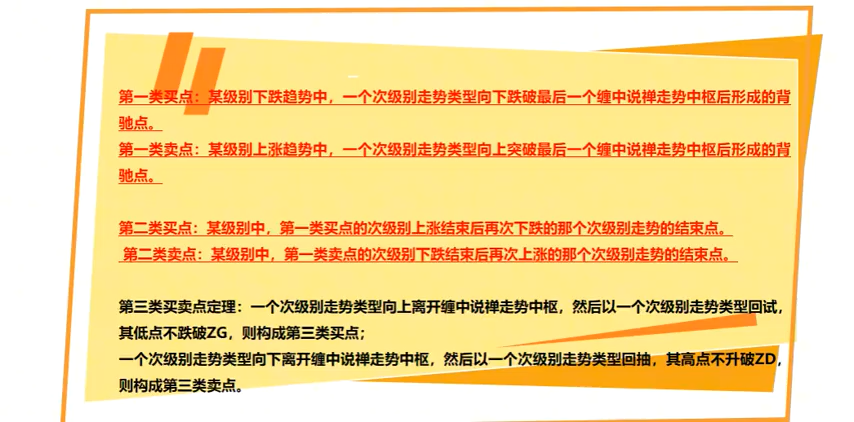 第一类买点：某级别下跌趋势中，一个次级别走势类型向下跌破最后一个缠中说禅走势中枢后形成的背
驰点。
第一类卖点：某级别上涨趋势中，一个次级别走势类型向上突破最后一个缠中说禅走势中枢后形成的背
驰点。
第二类买点：某级别中，第一类买点的次级别上涨结束后再次下跌的那个次级别走势的结束点。
第二类卖点：某级别中，第一类卖点的次级别下跌结束后再次上涨的那个次级别走势的结束点。
第三类买卖点定理：一个次级别走势类型向上离开缠中说禅走势中枢，然后以一个次级别走势类型回试，
其低点不跌破ZG，则构成第三类买点；
一个次级别走势类型向下离开缠中说禅走势中枢，然后以一个次级别走势类型回抽，其高点不升破ZD，
则构成第三类卖点。